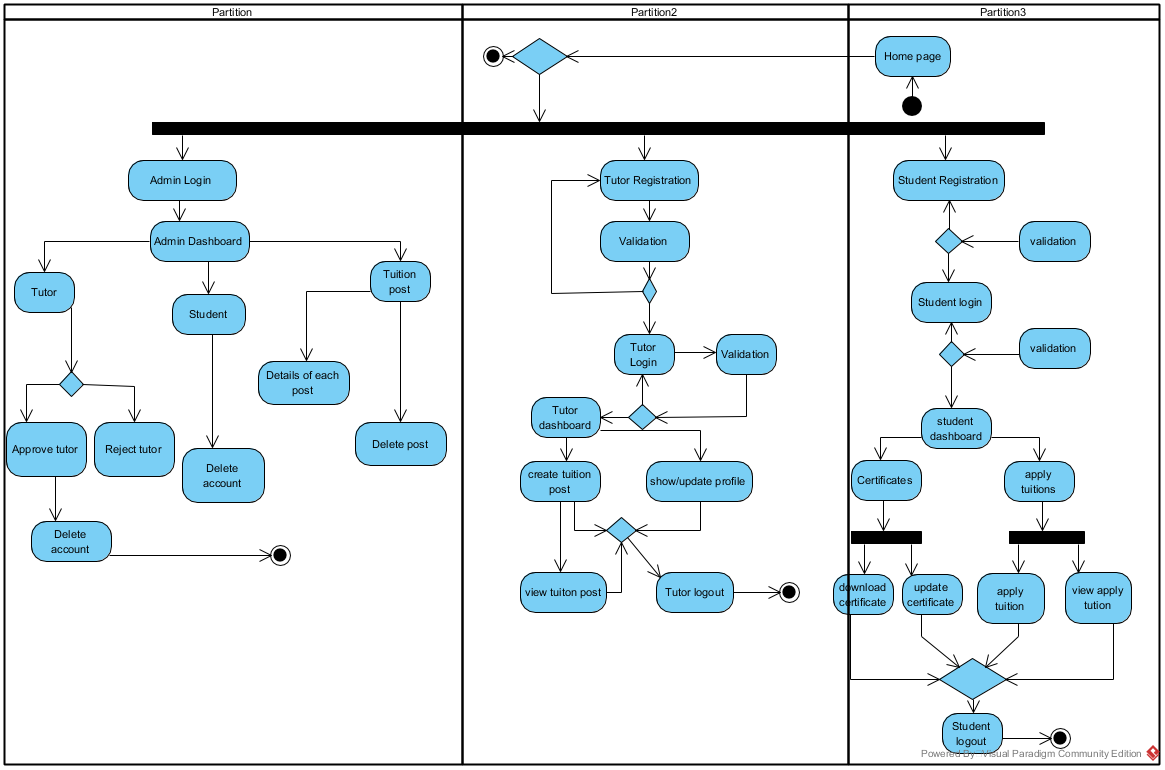 Partition
Partition2
Partition3
Home page
Admin Login
Tutor Registration
Student Registration
Admin Dashboard
Validation
validation
Tutor
Student
Tuition
post
Student login
Tutor
Login
Validation
validation
Details of each
post
Tutor
dashboard
student
dashboard
Approve tutor
Reject tutor
Delete
account
Delete post
create tuition
post
show/update profile
Certificates
apply
tuitions
Delete
account
view tuiton post
Tutor logout
download
certificate
update
certificate
apply
tuition
view apply
tution
Student
logout
Powered By Visual Paradigm Community Edition